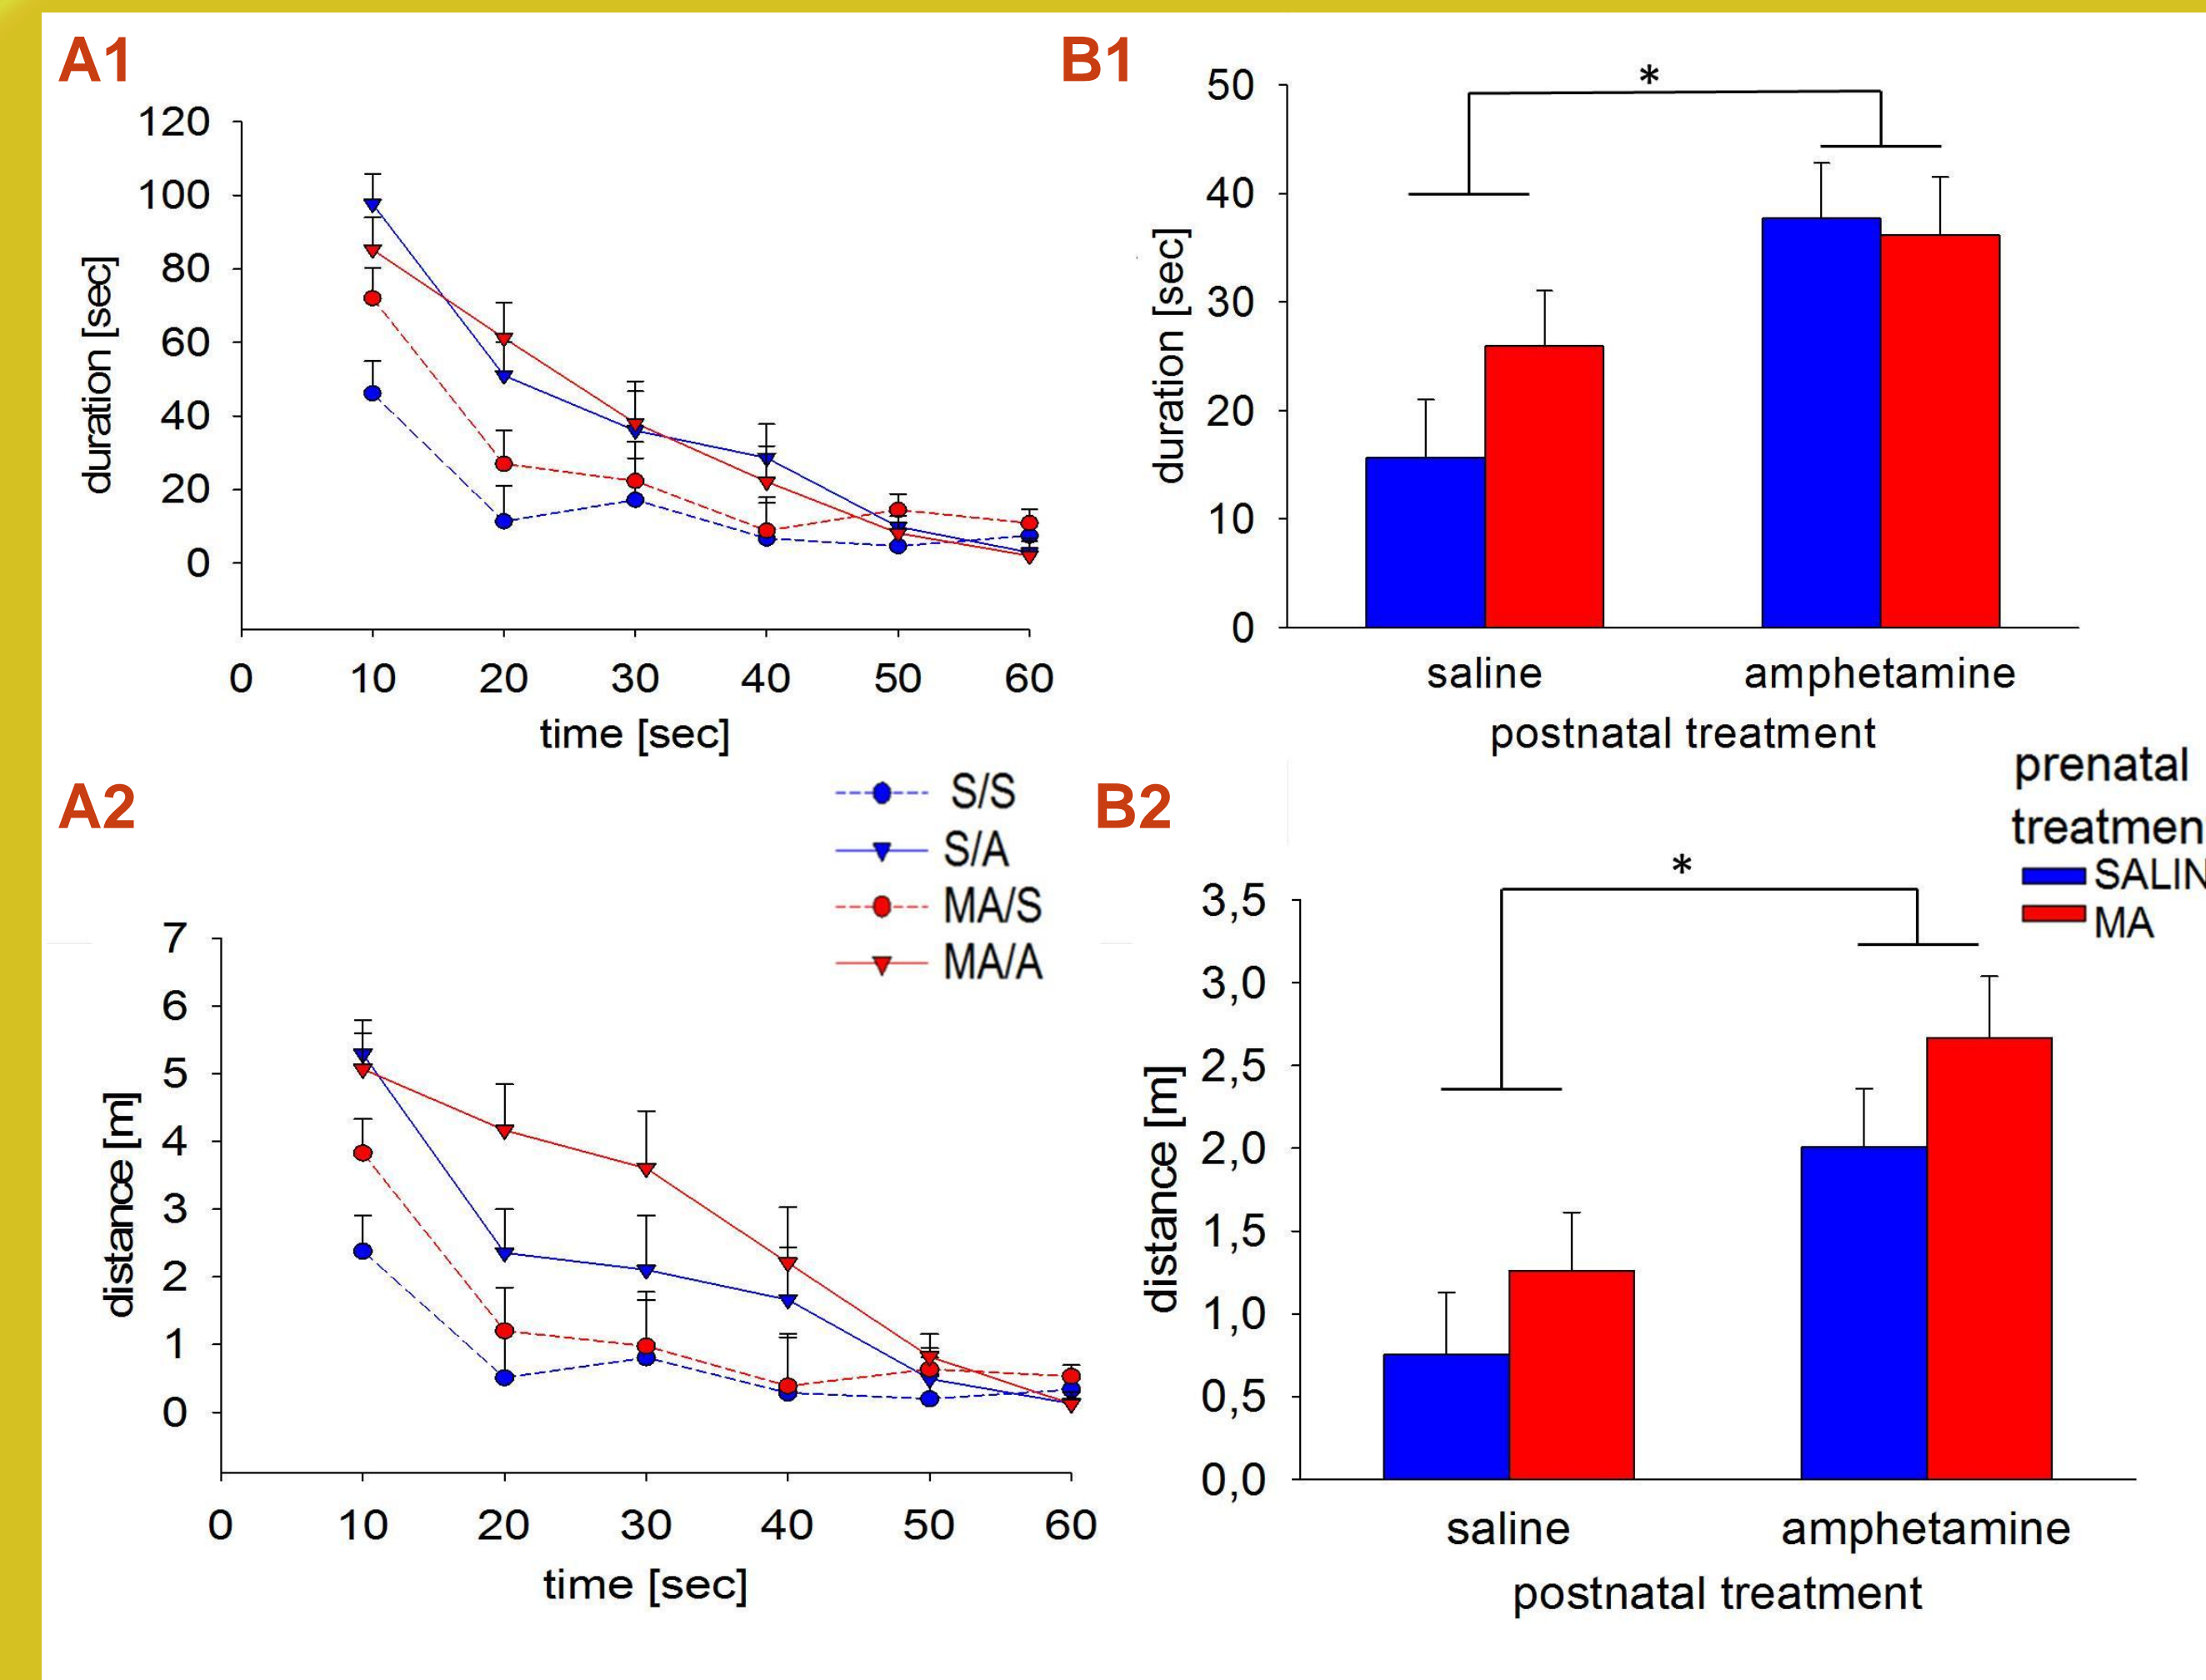 A1
120
100
80
60
40
20
0
duration [sec]
0 10 20 30 40 50 60
time [sec]
B1
*
50
40
30
20
10
0
duration [sec]
saline amphetamine
postnatal treatment
A2
S/S
S/A
MA/S
MA/A
7
6
5
4
3
2
1
0
distance [m]
0 10 20 30 40 50 60
time [sec]
B2
prenatal
treatmen
SALIN
MA
*
3,5
3,0
2,5
2,0
1,5
1,0
0,5
0,0
distance [m]
saline amphetamine
postnatal treatment